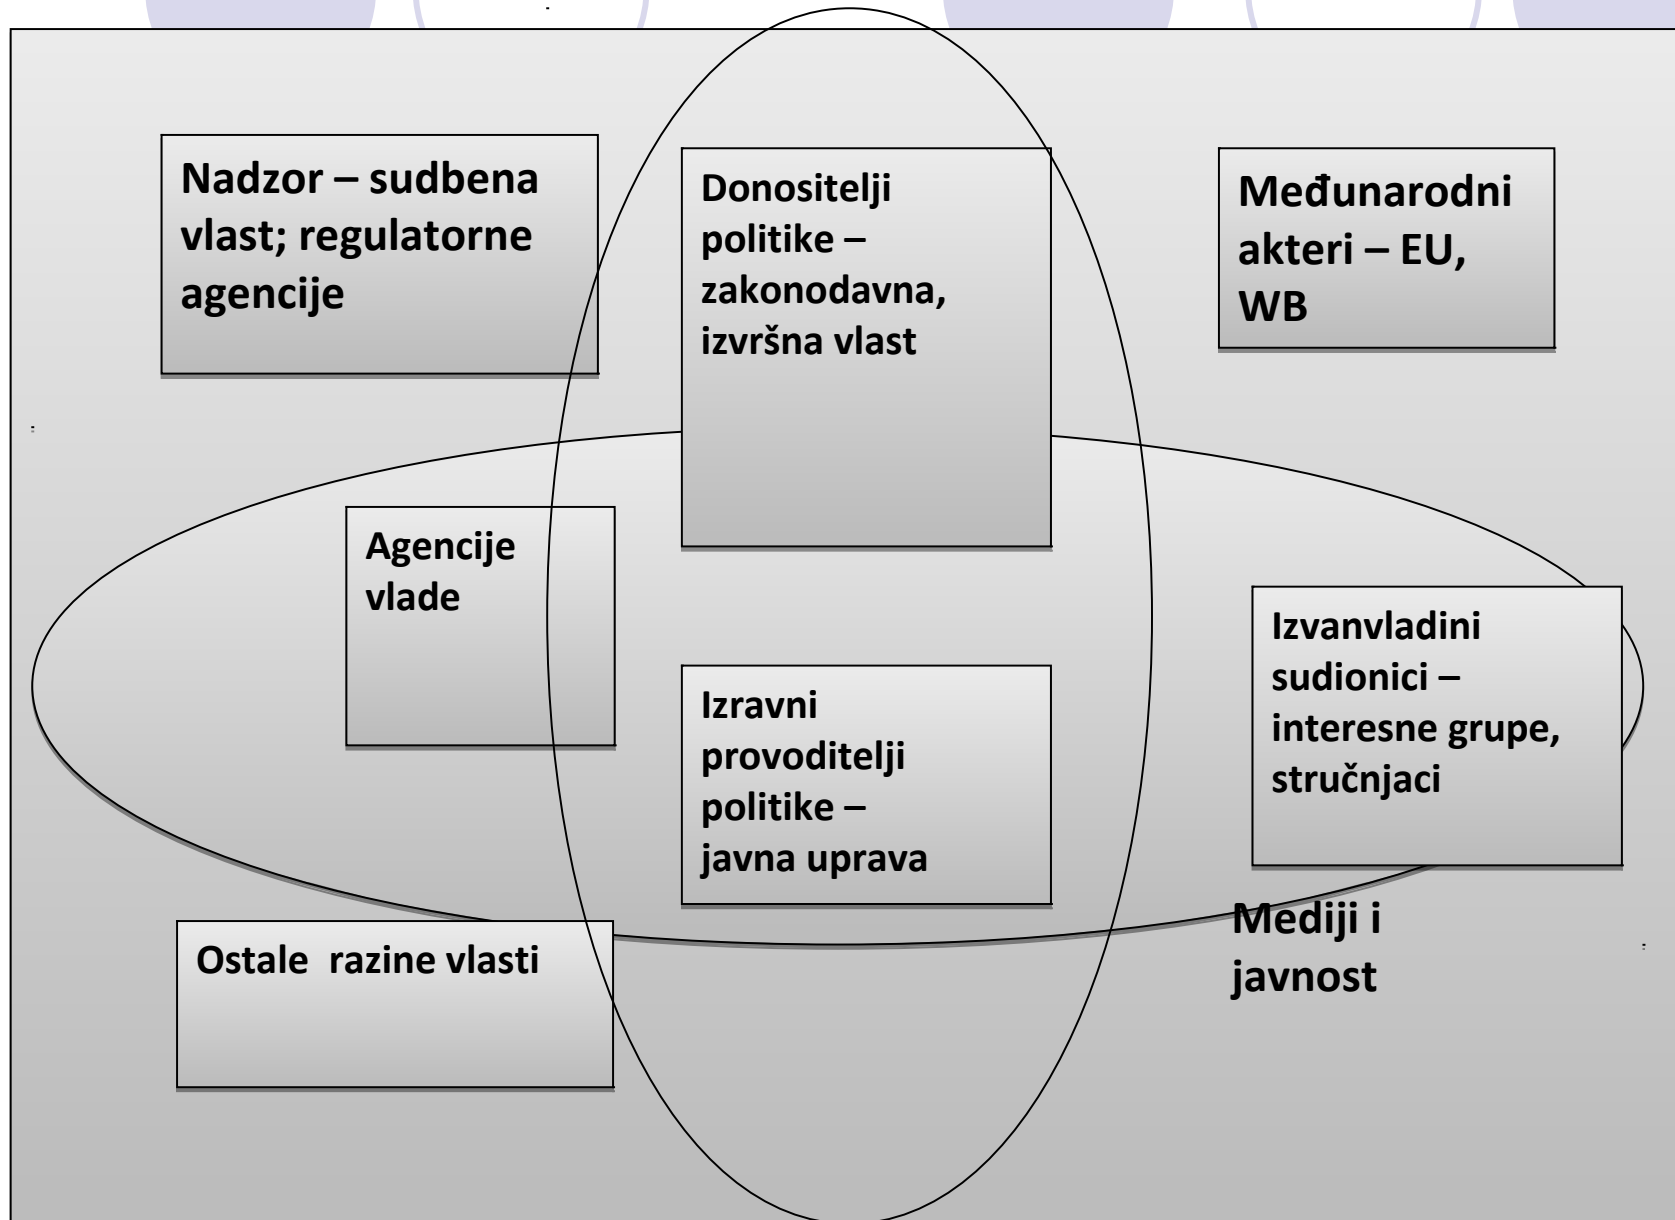 Nadzor – sudbena
vlast; regulatorne
agencije
Donositelji
politike –
zakonodavna,
izvršna vlast
Međunarodni
akteri – EU,
WB
Agencije
vlade
Izravni
provoditelji
politike –
javna uprava
Izvanvladini
sudionici –
interesne grupe,
stručnjaci
Mediji i
javnost
Ostale  razine vlasti